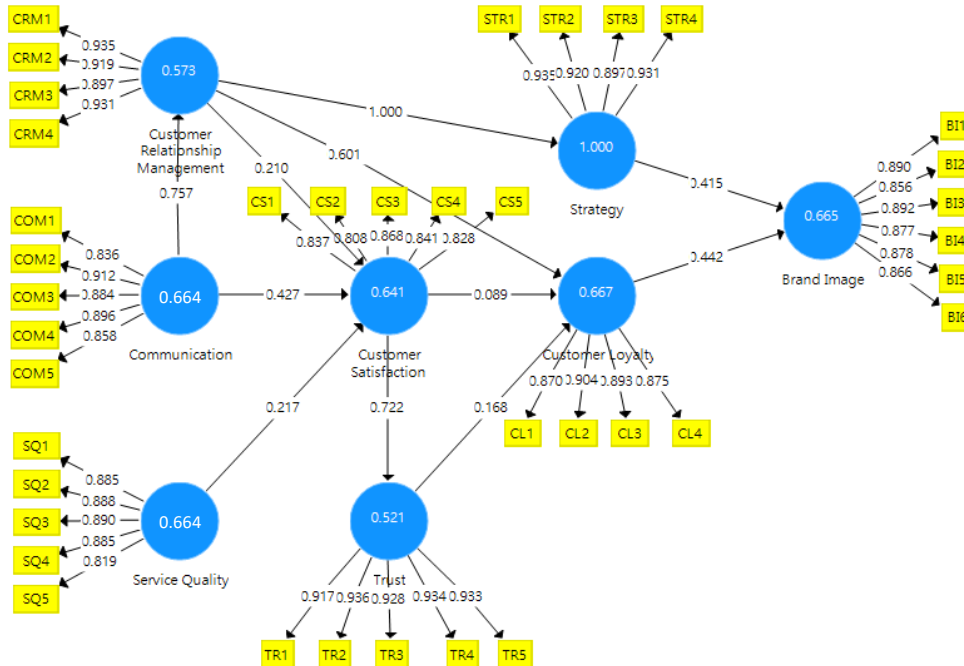 CRM1
CRM2
CRM3
CRM4
0.935
0.919
0.897
0.931
0.573
Customer
Relationship
Management
STR1
STR2
STR3
STR4
0.935
0.920
0.897
0.931
1.000
1.000
Strategy
0.601
0.210
0.757
0.415
BI1
BI2
BI3
BI4
BI5
BI6
0.890
0.856
0.892
0.877
0.878
0.866
0.665
Brand Image
CS1
CS2
CS3
CS4
CS5
0.837
0.808
0.868
0.841
0.828
COM1
COM2
COM3
COM4
COM5
0.836
0.912
0.884
0.896
0.858
0.664
Communication
0.427
0.641
Customer
Satisfaction
0.089
0.667
Customer Loyalty
0.442
0.870
0.904
0.893
0.875
CL1
CL2
CL3
CL4
0.217
0.722
0.168
SQ1
SQ2
SQ3
SQ4
SQ5
0.885
0.888
0.890
0.885
0.819
0.664
Service Quality
0.521
Trust
0.917
0.936
0.928
0.934
0.933
TR1
TR2
TR3
TR4
TR5